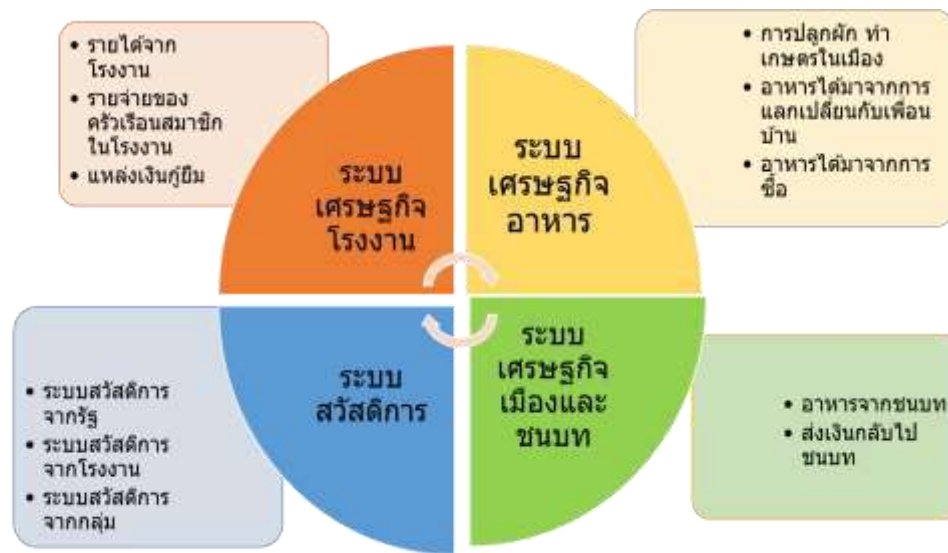 • รายได้จาก
โรงงาน
• รายจ่ายของ
ครัวเรือนสมาชิก
ในโรงงาน
• แหล่งเงินกู้ยืม
ระบบ
เศรษฐกิจ
โรงงาน
ระบบ
เศรษฐกิจ
อาหาร
• การปลูกผัก ทำ
เกษตรในเมือง
• อาหารได้มาจากการ
แลกเปลี่ยนกับเพื่อน
บ้าน
• อาหารได้มาจากการ
ซื้อ
• ระบบสวัสดิการ
จากรัฐ
• ระบบสวัสดิการ
จากโรงงาน
• ระบบสวัสดิการ
จากกลุ่ม
ระบบ
สวัสดิการ
ระบบ
เศรษฐกิจ
เมืองและ
ชนบท
• อาหารจากชนบท
• ส่งเงินกลับไป
ชนบท